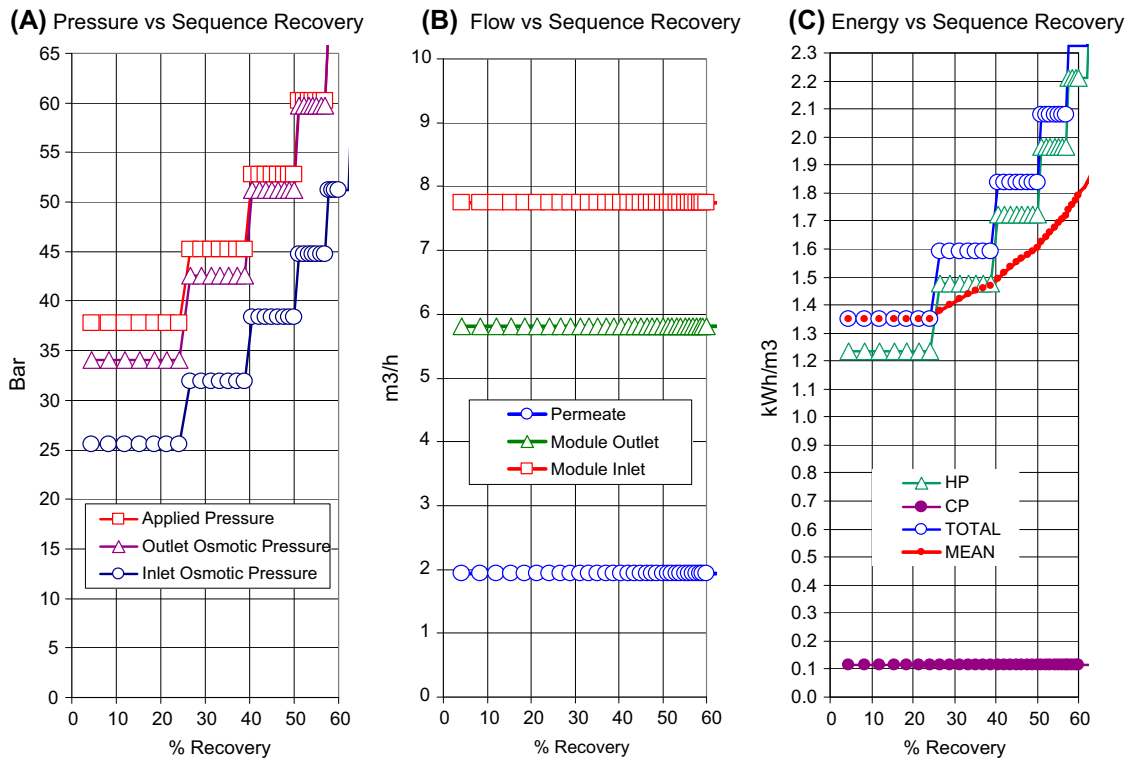 (A) Pressure vs Sequence Recovery
65
60
55
50
45
40
35
30
25
20
15
10
5
0
Bar
Applied Pressure
Outlet Osmotic Pressure
Inlet Osmotic Pressure
0 10 20 30 40 50 60
% Recovery
(B) Flow vs Sequence Recovery
10
9
8
7
6
5
4
3
2
1
0
m3/h
Permeate
Module Outlet
Module Inlet
0 10 20 30 40 50 60
% Recovery
(C) Energy vs Sequence Recovery
2.3
2.2
2.1
2.0
1.9
1.8
1.7
1.6
1.5
1.4
1.3
1.2
1.1
1.0
0.9
0.8
0.7
0.6
0.5
0.4
0.3
0.2
0.1
0.0
kWh/m3
HP
CP
TOTAL
MEAN
0 10 20 30 40 50 60
% Recovery